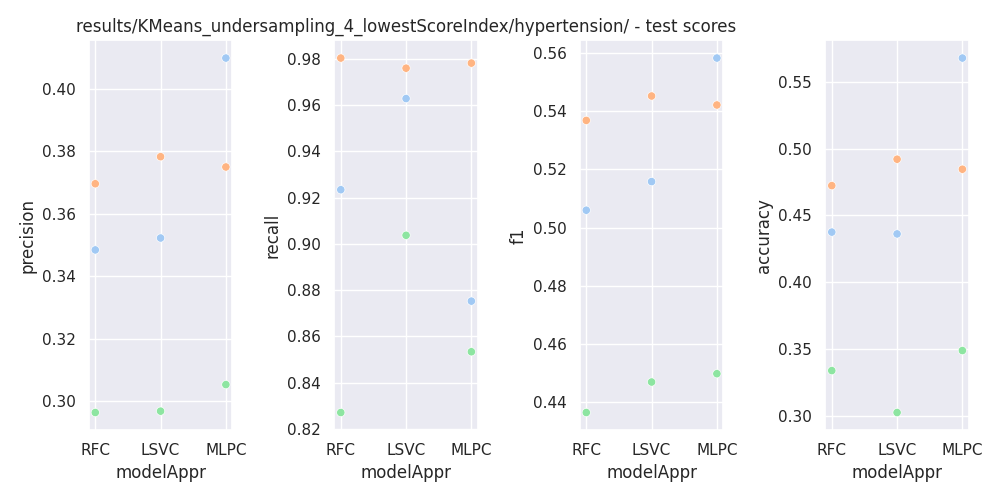 results/KMeans_undersampling_4_lowestScoreIndex/hypertension/ - test scores
precision
0.40
0.38
0.36
0.34
0.32
0.30
RFC LSVC MLPC
modelAppr
recall
0.98
0.96
0.94
0.92
0.90
0.88
0.86
0.84
0.82
RFC LSVC MLPC
modelAppr
f1
0.56
0.54
0.52
0.50
0.48
0.46
0.44
RFC LSVC MLPC
modelAppr
accuracy
0.55
0.50
0.45
0.40
0.35
0.30
RFC LSVC MLPC
modelAppr